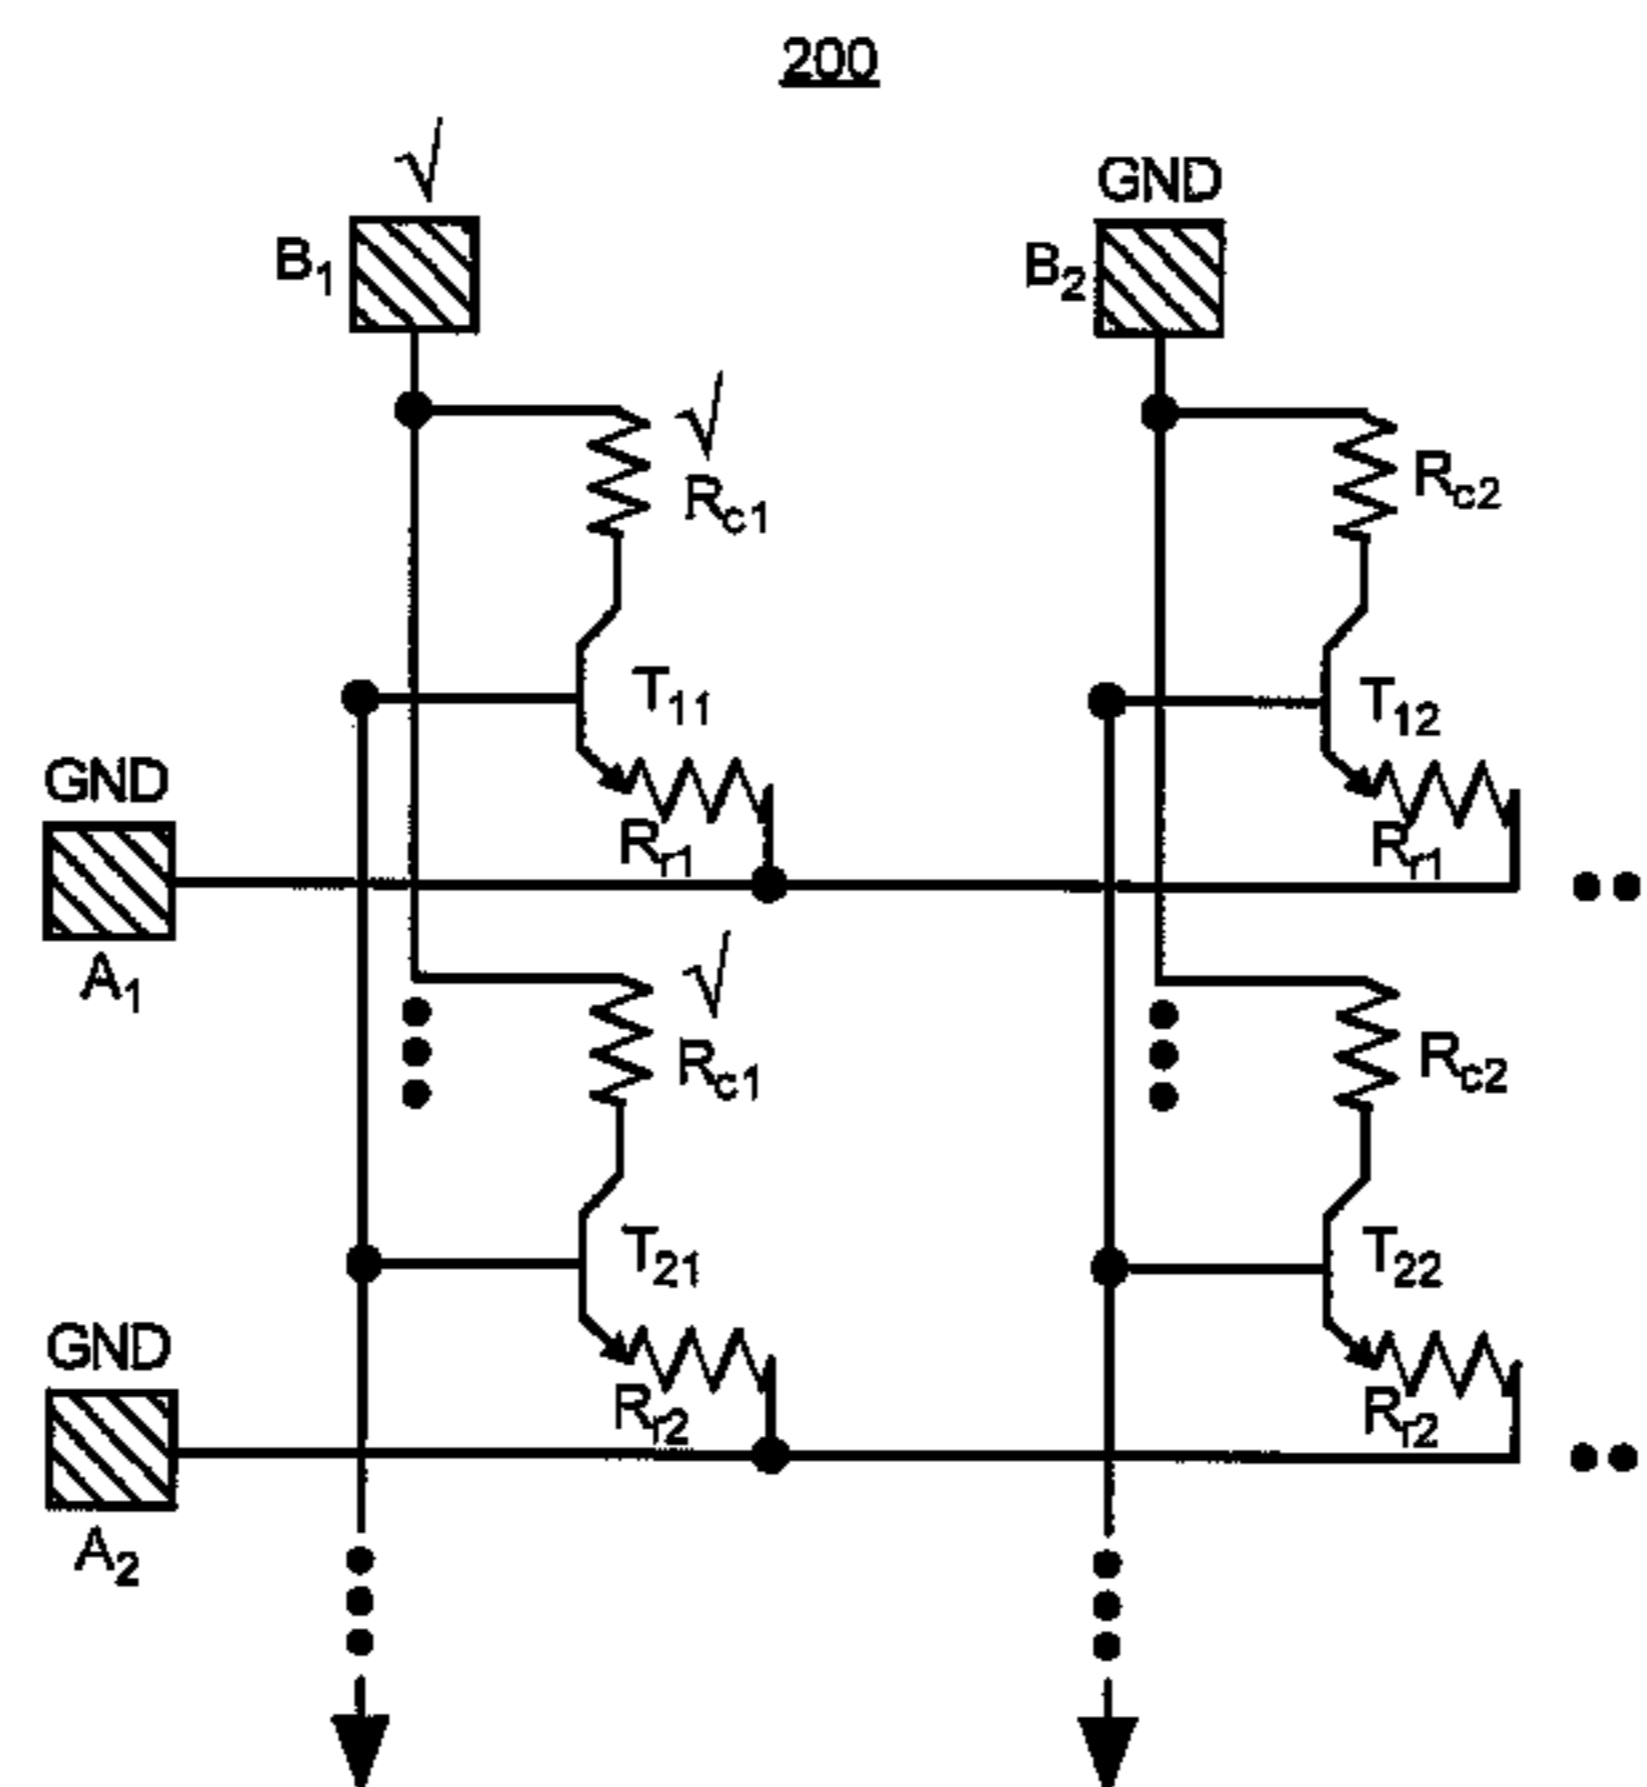 200
√
GND
B1
B2
√
Rc1
Rc2
T11
T12
GND
Rr1
Rr1
A1
√
Rc1
Rc2
T21
T22
GND
Rr2
Rr2
A2